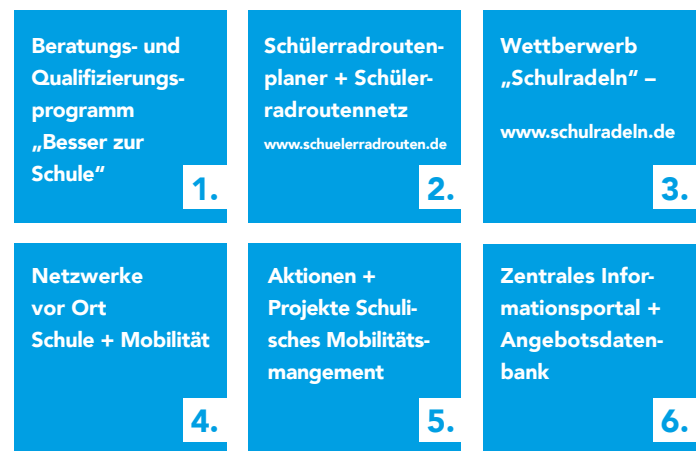 Beratungs- und
Qualifizierungs-
programm
„Besser zur
Schule“
1.
Schülerradrouten-
planer + Schüler-
radroutennetz
www.schuelerradrouten.de
2.
Wettberwerb
„Schulradeln“ –
www.schulradeln.de
3.
Netzwerke
vor Ort
Schule + Mobilität
4.
Aktionen +
Projekte Schuli-
sches Mobilitäts-
mangement
5.
Zentrales Infor-
mationsportal +
Angebotsdaten-
bank
6.